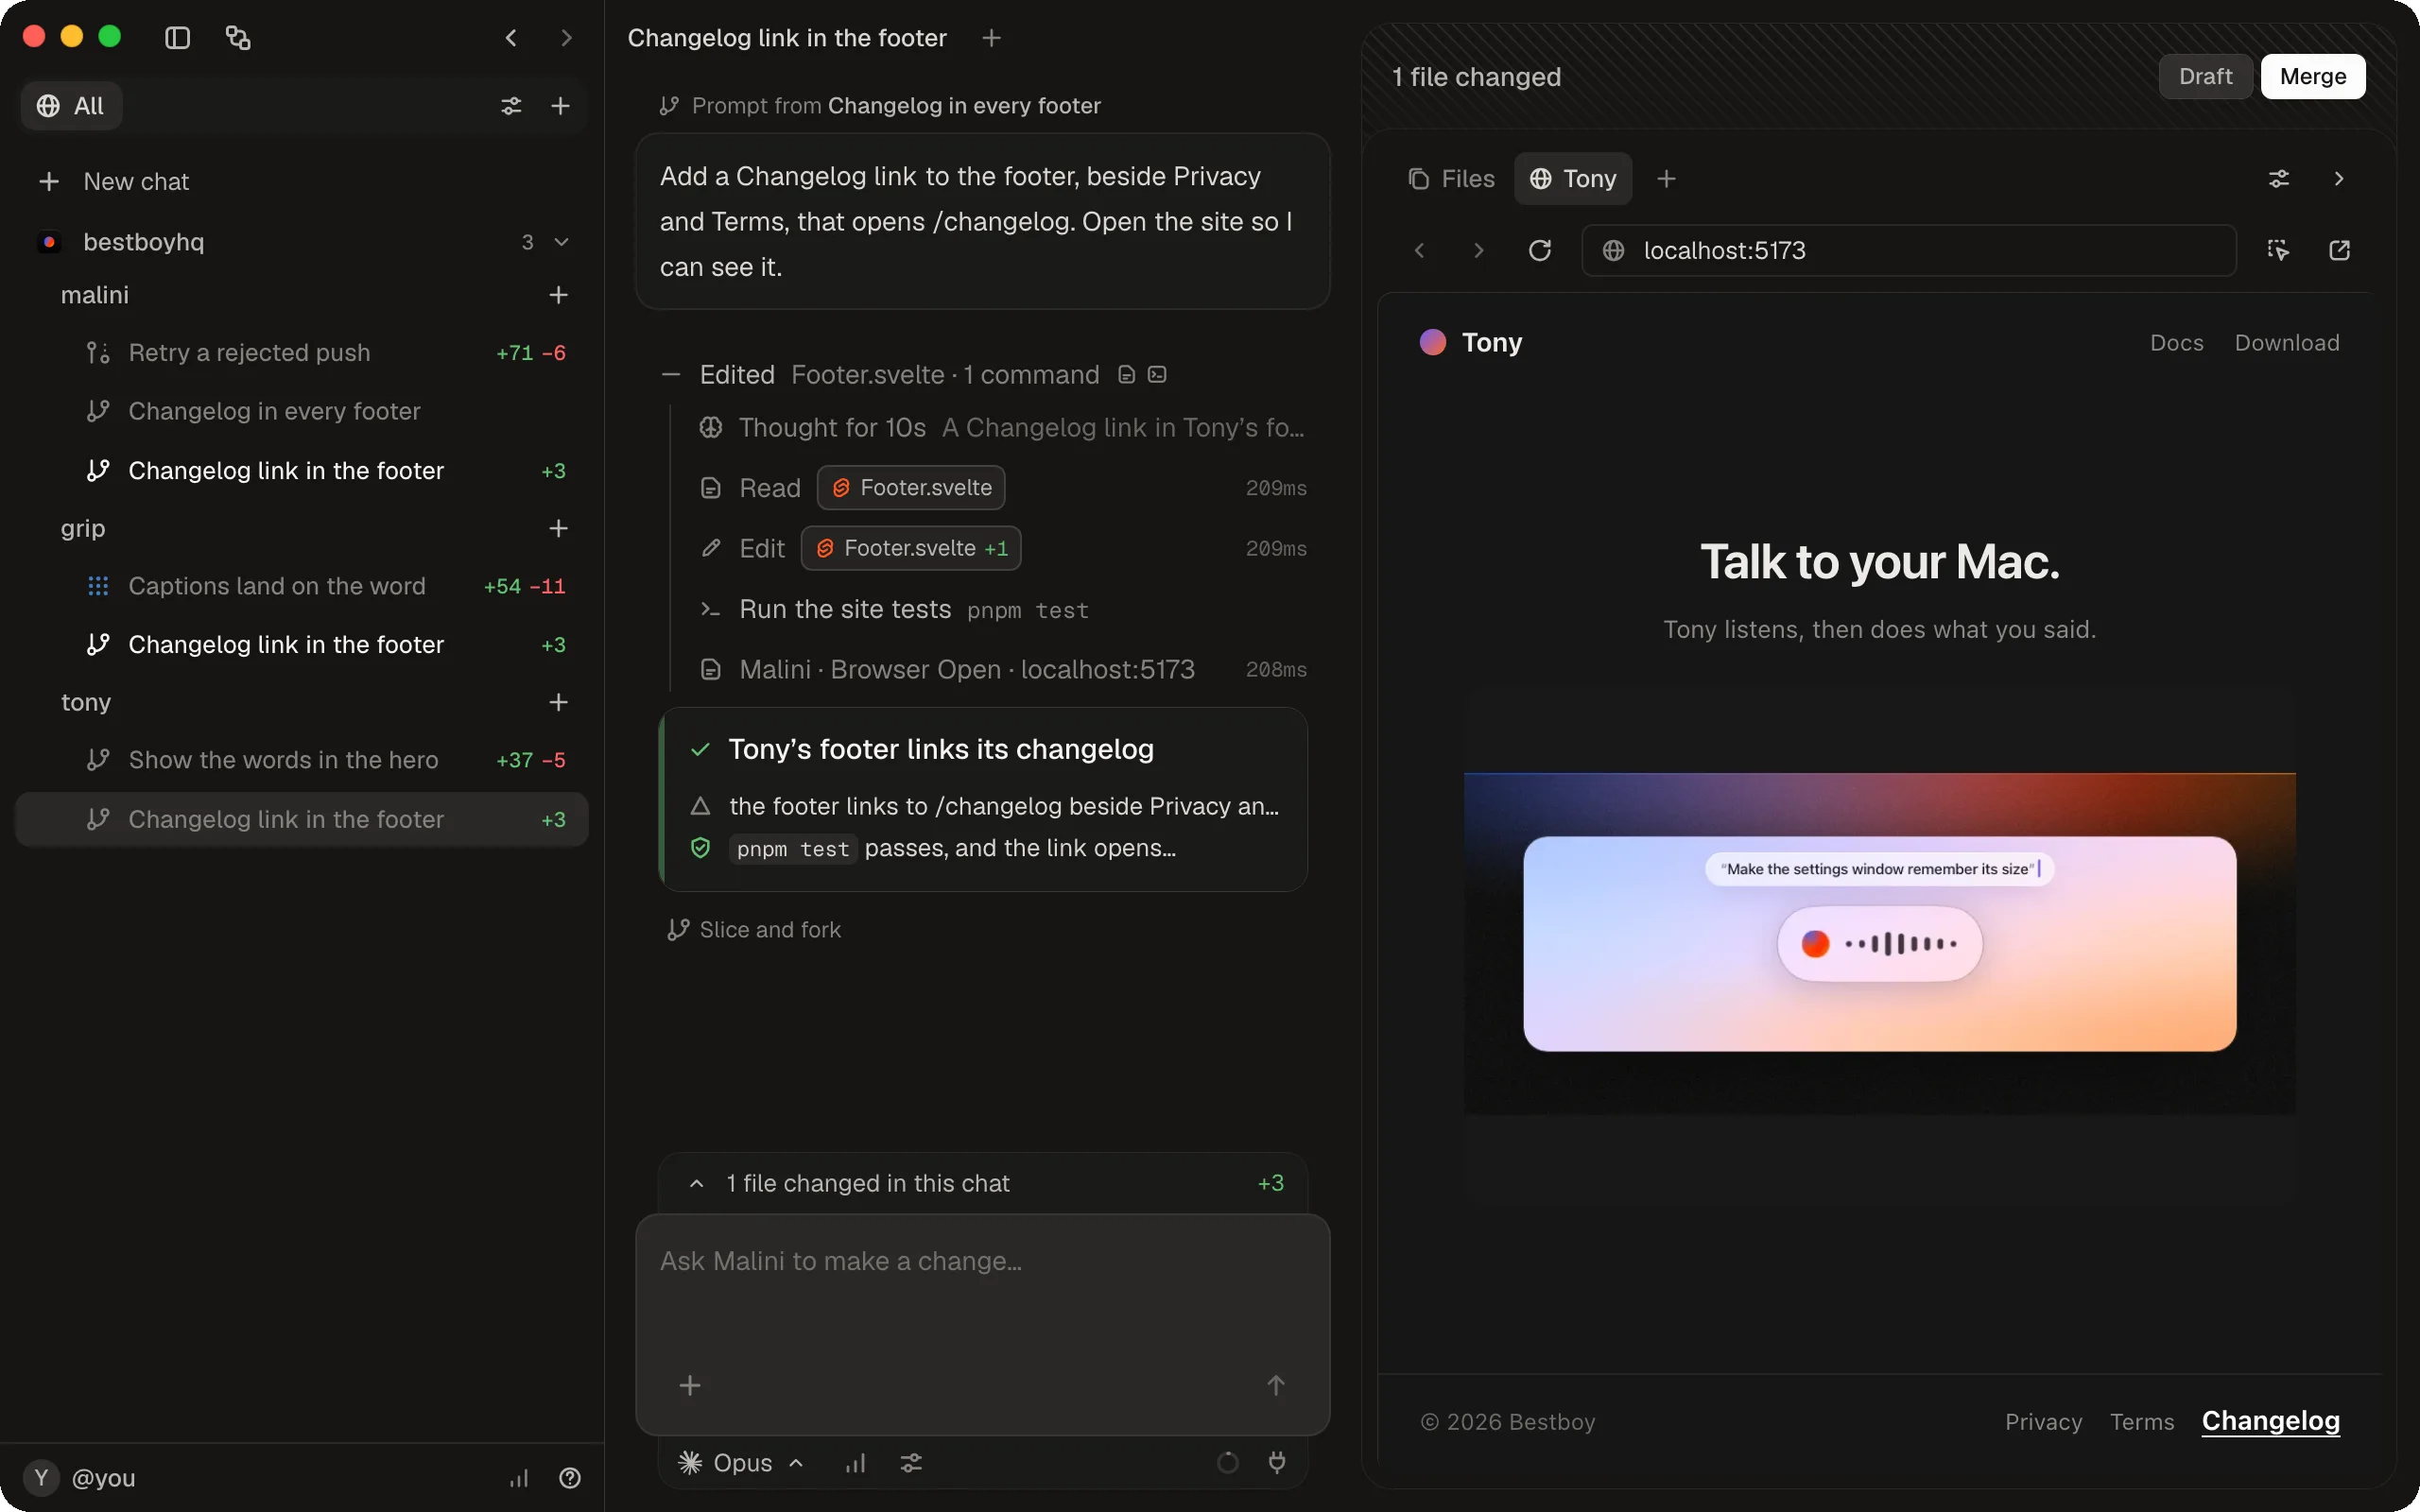 All
New chat
bestboyhq 3
malini
Retry a rejected push +71 −6
Changelog in every footer
Changelog link in the footer +3
grip
Captions land on the word +54 −11
Changelog link in the footer +3
tony
Show the words in the hero +37 −5
Changelog link in the footer +3
Y @you
Changelog link in the footer
Prompt from Changelog in every footer
Add a Changelog link to the footer, beside Privacy
and Terms, that opens /changelog. Open the site so I
can see it.
Edited Footer.svelte · 1 command
Thought for 10s A Changelog link in Tony’s fo…
Read Footer.svelte 209ms
Edit Footer.svelte +1 209ms
Run the site tests pnpm test
Malini · Browser Open · localhost:5173 208ms
Tony’s footer links its changelog
the footer links to /changelog beside Privacy an…
pnpm test passes, and the link opens…
Slice and fork
1 file changed in this chat +3
Ask Malini to make a change…
Opus
1 file changed Draft Merge
Files Tony
localhost:5173
Tony Docs Download
Talk to your Mac.
Tony listens, then does what you said.
“Make the settings window remember its size”
© 2026 Bestboy Privacy Terms Changelog